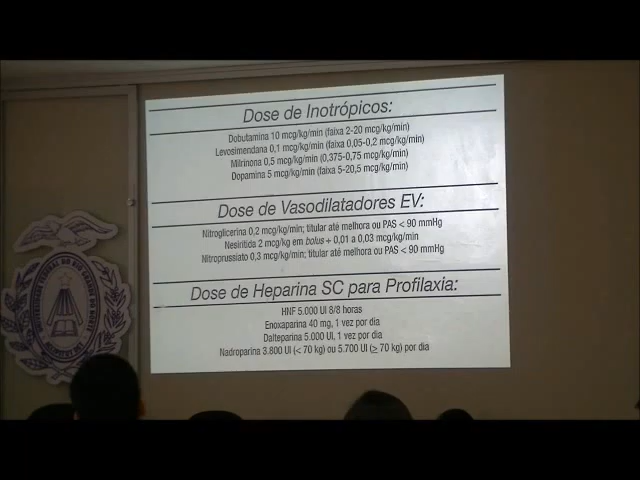 Dose de Inotrópicos:
Dobutamina 10 mcg/kg/min (faixa 2-20 mcg/kg/min)
Levosimendana 0,1 mcg/kg/min (faixa 0,05-0,2 mcg/kg/min)
Milrinona 0,5 mcg/kg/min (0,375-0,75 mcg/kg/min)
Dopamina 5 mcg/kg/min (faixa 5-20,5 mcg/kg/min)
Dose de Vasodilatadores EV:
Nitroglicerina 0,2 mcg/kg/min; titular até melhora ou PAS < 90 mmHg
Nesiritida 2 mcg/kg em bolus + 0,01 a 0,03 mcg/kg/min
Nitroprussiato 0,3 mcg/kg/min; titular até melhora ou PAS < 90 mmHg
Dose de Heparina SC para Profilaxia:
HNF 5.000 UI 8/8 horas
Enoxaparina 40 mg, 1 vez por dia
Dalteparina 5.000 UI, 1 vez por dia
Nadroparina 3.800 UI (< 70 kg) ou 5.700 UI (≥ 70 kg) por dia
DO RIO GRANDE DO NORTE